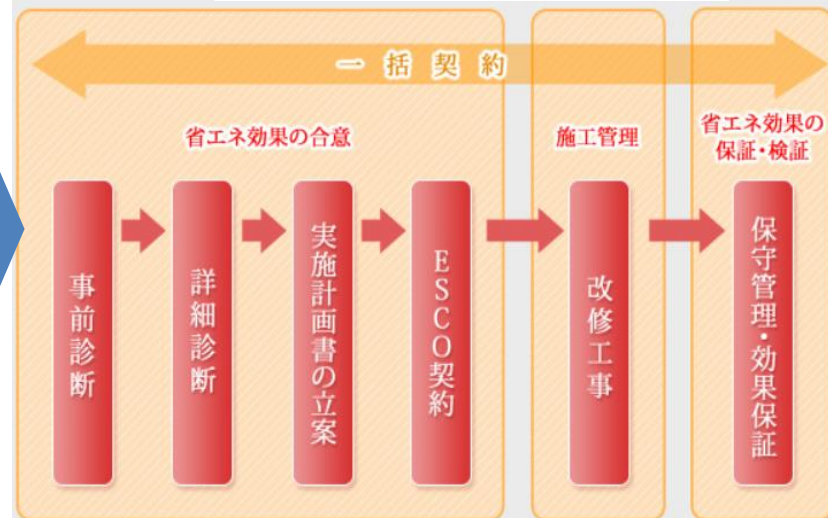 一括契約
省エネ効果の合意
施工管理
省エネ効果の
保証・検証
事前診断
詳細診断
実施計画書の立案
ESCO契約
改修工事
保守管理・効果保証